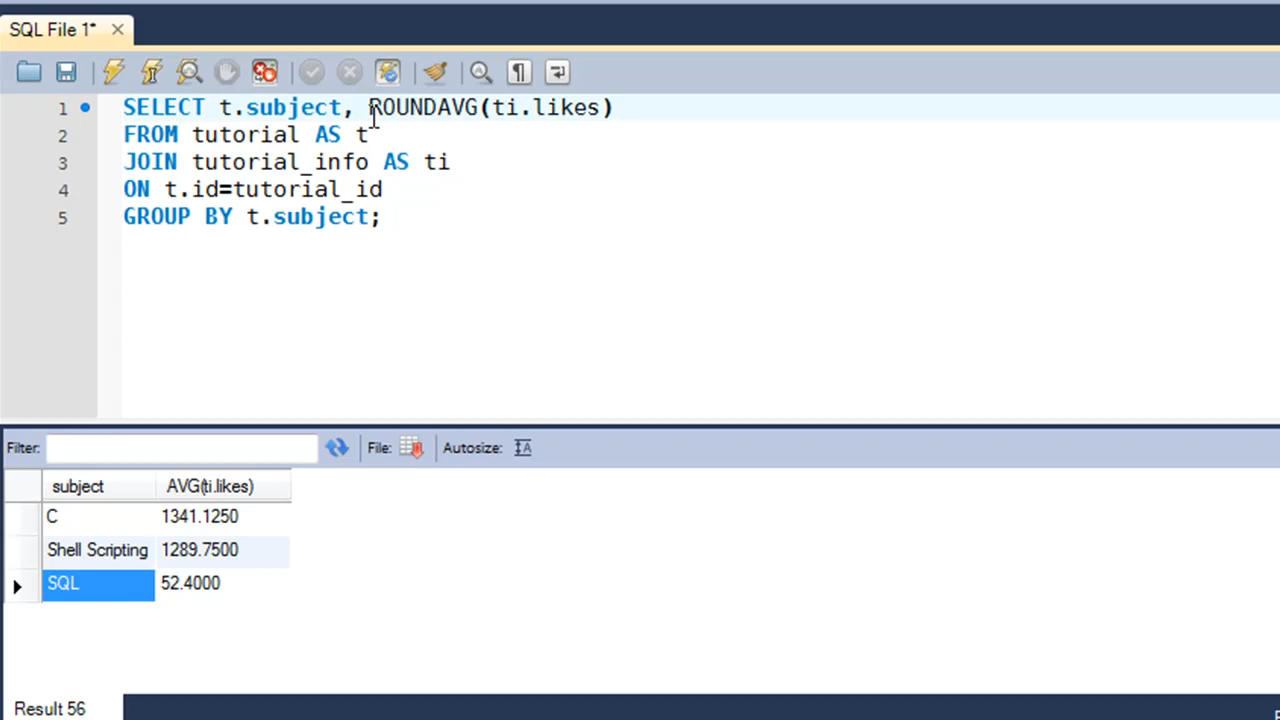 SQL File 1*
1 SELECT t.subject, ROUNDAVG(ti.likes)
2 FROM tutorial AS t
3 JOIN tutorial_info AS ti
4 ON t.id=tutorial_id
5 GROUP BY t.subject;
Filter: File: Autosize:
subject AVG(ti.likes)
C 1341.1250
Shell Scripting 1289.7500
SQL 52.4000
Result 56